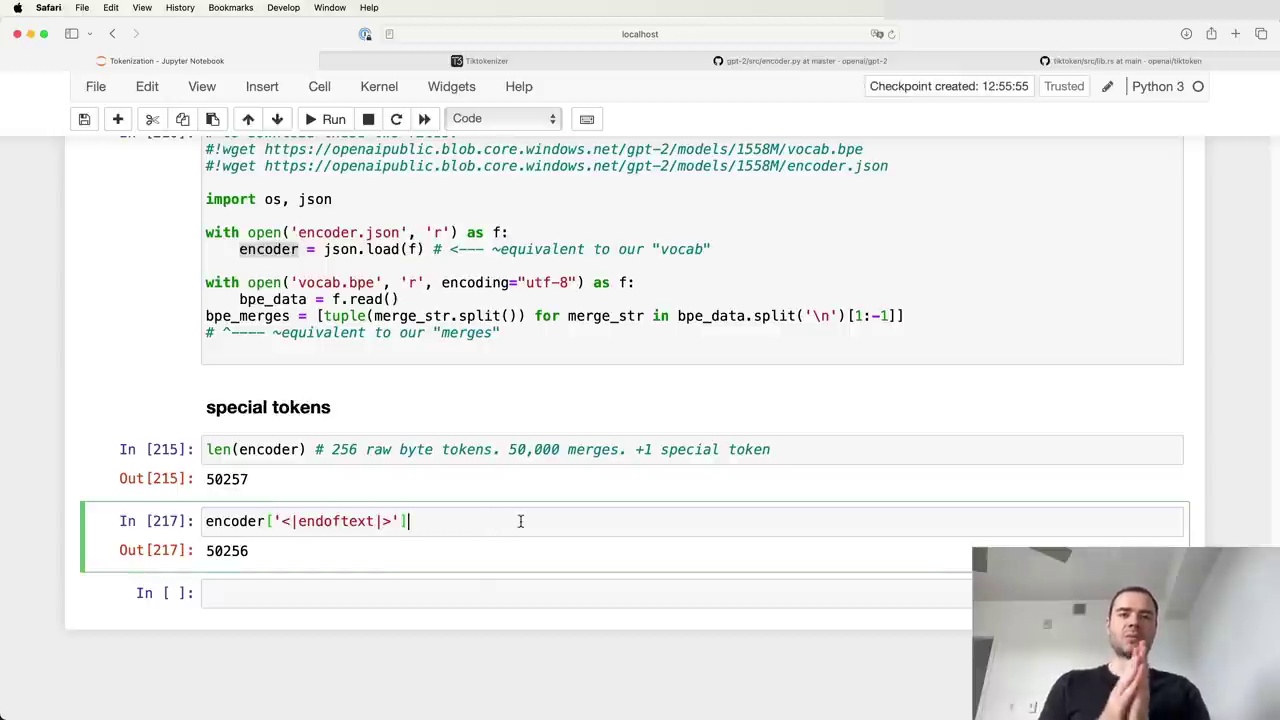 Safari File Edit View History Bookmarks Develop Window Help
localhost
Tokenization - Jupyter Notebook
Tiktokenizer
gpt-2/src/encoder.py at master · openai/gpt-2
tiktoken/src/lib.rs at main · openai/tiktoken
File Edit View Insert Cell Kernel Widgets Help
Checkpoint created: 12:55:55
Trusted
Python 3
Run
Code
#!wget https://openaipublic.blob.core.windows.net/gpt-2/models/1558M/vocab.bpe
#!wget https://openaipublic.blob.core.windows.net/gpt-2/models/1558M/encoder.json
import os, json
with open('encoder.json', 'r') as f:
encoder = json.load(f) # <--- ~equivalent to our "vocab"
with open('vocab.bpe', 'r', encoding="utf-8") as f:
bpe_data = f.read()
bpe_merges = [tuple(merge_str.split()) for merge_str in bpe_data.split('\n')[1:-1]]
# ^---- ~equivalent to our "merges"
special tokens
In [215]: len(encoder) # 256 raw byte tokens. 50,000 merges. +1 special token
Out[215]: 50257
In [217]: encoder['<|endoftext|>']
Out[217]: 50256
In [ ]: